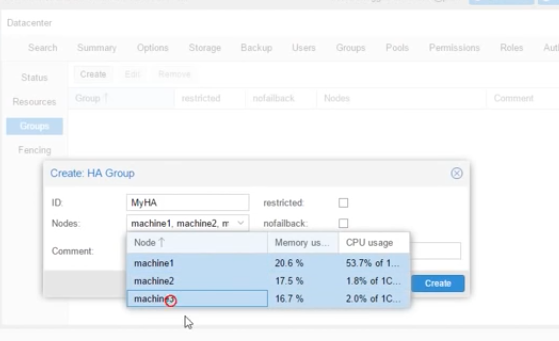 Datacenter
Search Summary Options Storage Backup Users Groups Pools Permissions Roles
Status
Create Edit Remove
Resources
Group restricted nofailback Nodes Comment
Groups
Fencing
Create: HA Group
ID: MyHA restricted:
Nodes: machine1, machine2, m nofailback:
Comment:
Node Memory us... CPU usage
machine1 20.6 % 53.7% of 1...
machine2 17.5 % 1.8% of 1C...
machine3 16.7 % 2.0% of 1C...
Create